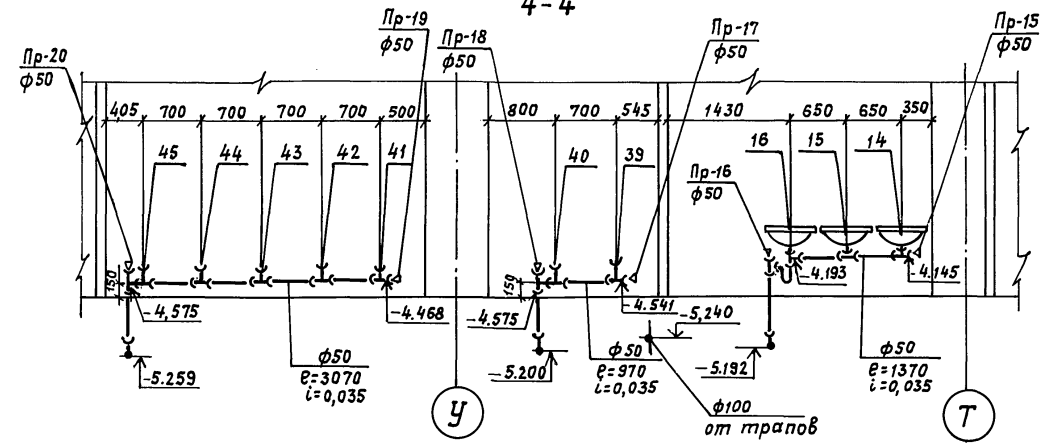 4-4
Пр-20
ф50
Пр-19
ф50
Пр-18
ф50
Пр-17
ф50
Пр-15
ф50
405 700 700 700 700 500
800 700 545
1430 650 650 350
45 44 43 42 41
40 39
16 15 14
Пр-16
ф50
150
-4,575
-4.468
150
-4.575
-4.541
-5,240
-4.193
-4.145
-5.259
ф50
ℓ=3070
i=0,035
-5.200
ф50
ℓ=970
i=0,035
-5.192
ф50
ℓ=1370
i=0,035
ф100
от трапов
У
Т